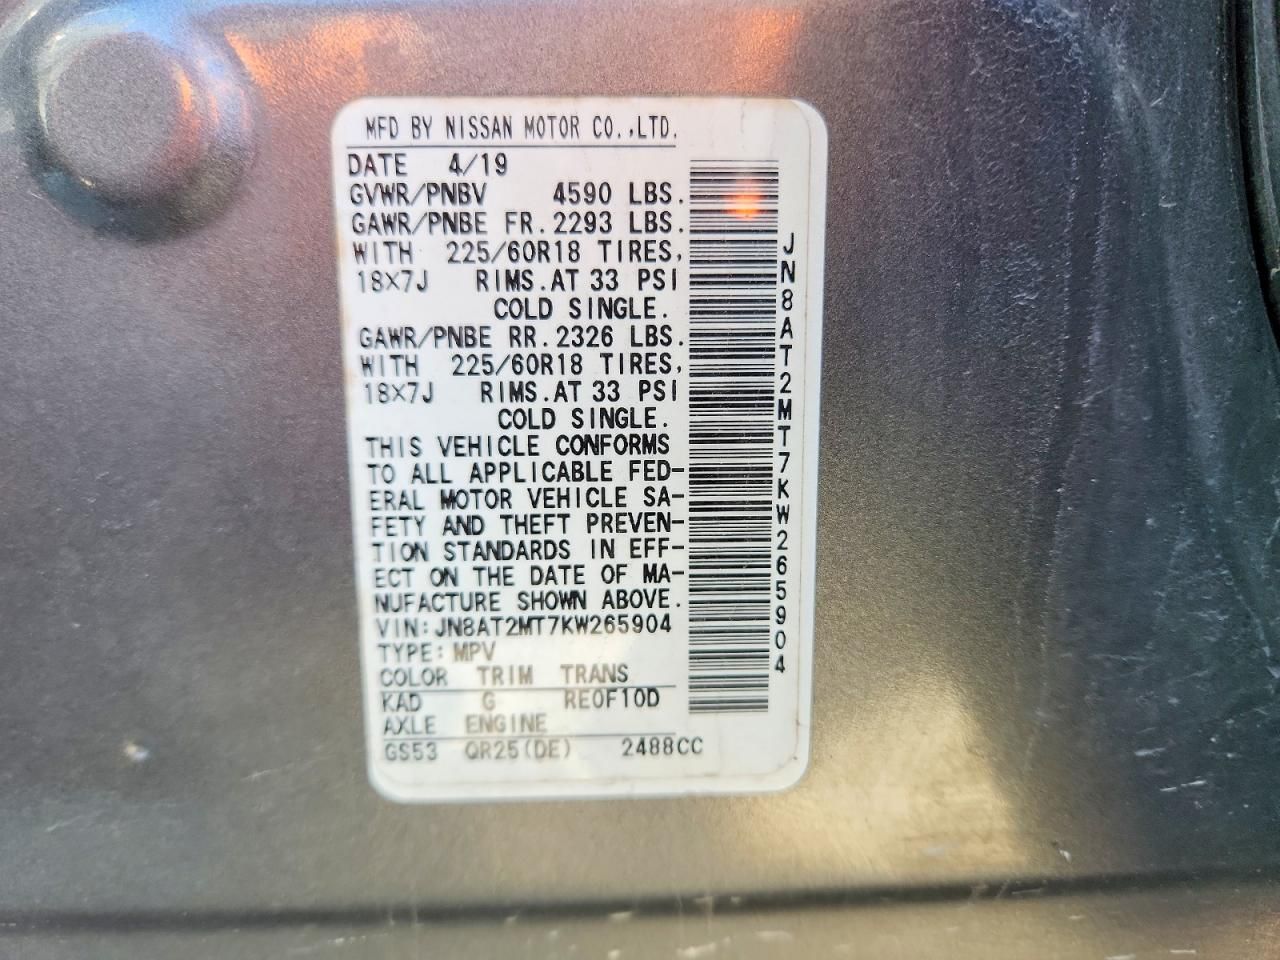 MFD BY NISSAN MOTOR CO.,LTD.
DATE 4/19
GVWR/PNBV 4590 LBS.
GAWR/PNBE FR.2293 LBS.
WITH 225/60R18 TIRES,
18×7J RIMS.AT 33 PSI
COLD SINGLE.
GAWR/PNBE RR.2326 LBS.
WITH 225/60R18 TIRES,
18×7J RIMS.AT 33 PSI
COLD SINGLE.
THIS VEHICLE CONFORMS
TO ALL APPLICABLE FED-
ERAL MOTOR VEHICLE SA-
FETY AND THEFT PREVEN-
TION STANDARDS IN EFF-
ECT ON THE DATE OF MA-
NUFACTURE SHOWN ABOVE.
VIN:JN8AT2MT7KW265904
TYPE:MPV
COLOR TRIM TRANS
KAD G RE0F10D
AXLE ENGINE
GS53 QR25(DE) 2488CC
JN8AT2MT7KW265904